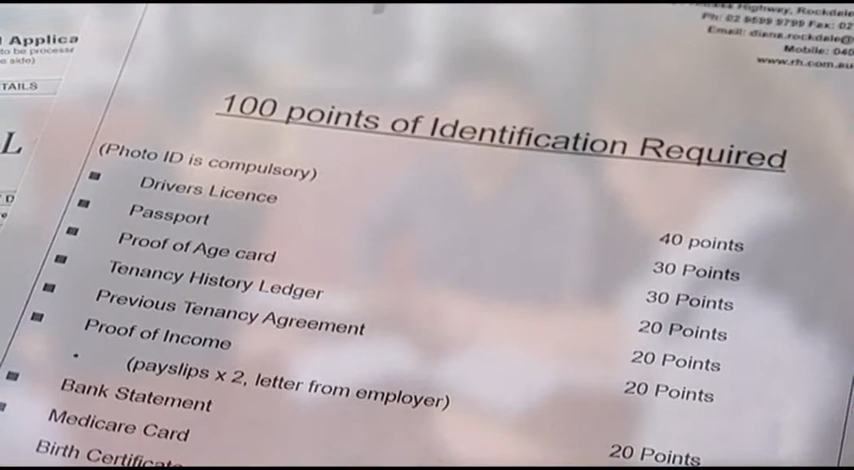 Applica
to be processe
side)
TAILS
L
Highway, Rockdale
Ph: 02 9599 9799 Fax: 02
Email: diana.rockdale@
Mobile: 040
www.rh.com.au
100 points of Identification Required
(Photo ID is compulsory)
Drivers Licence 40 points
Passport 30 Points
Proof of Age card 30 Points
Tenancy History Ledger 20 Points
Previous Tenancy Agreement 20 Points
Proof of Income 20 Points
(payslips x 2, letter from employer)
Bank Statement 20 Points
Medicare Card
Birth Certificate